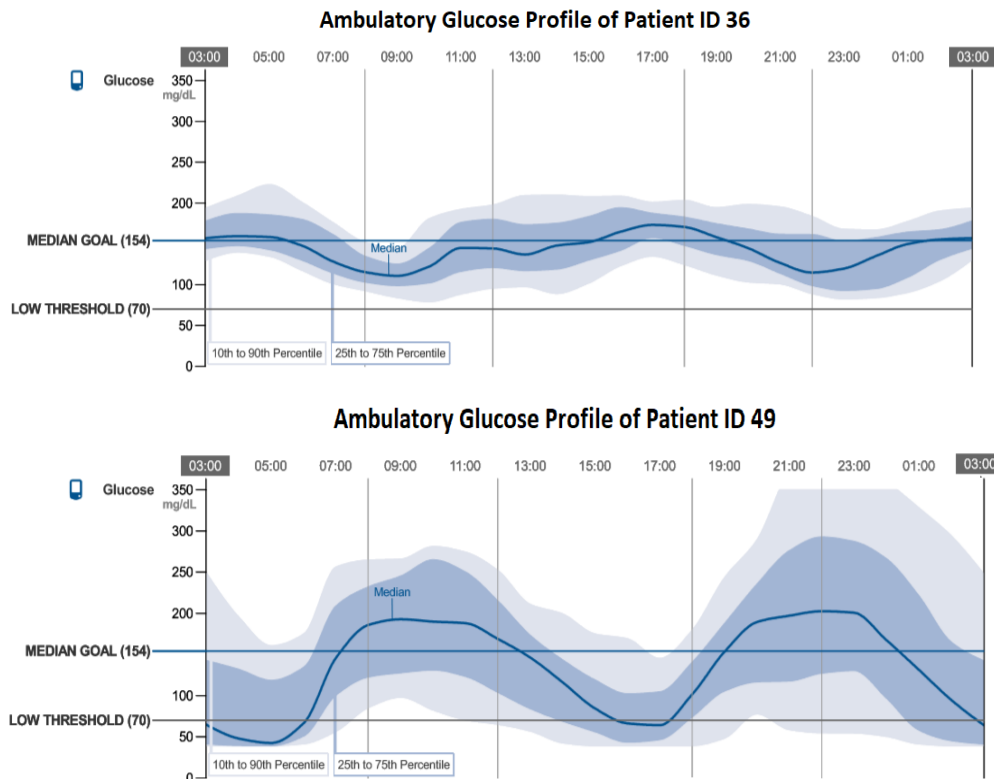 Ambulatory Glucose Profile of Patient ID 36
03:00 05:00 07:00 09:00 11:00 13:00 15:00 17:00 19:00 21:00 23:00 01:00 03:00
Glucose
mg/dL
350
300
250
200
MEDIAN GOAL (154)
Median
100
LOW THRESHOLD (70)
50
10th to 90th Percentile 25th to 75th Percentile
0
Ambulatory Glucose Profile of Patient ID 49
03:00 05:00 07:00 09:00 11:00 13:00 15:00 17:00 19:00 21:00 23:00 01:00 03:00
Glucose
mg/dL
350
300
250
Median
200
MEDIAN GOAL (154)
100
LOW THRESHOLD (70)
50
10th to 90th Percentile 25th to 75th Percentile
0